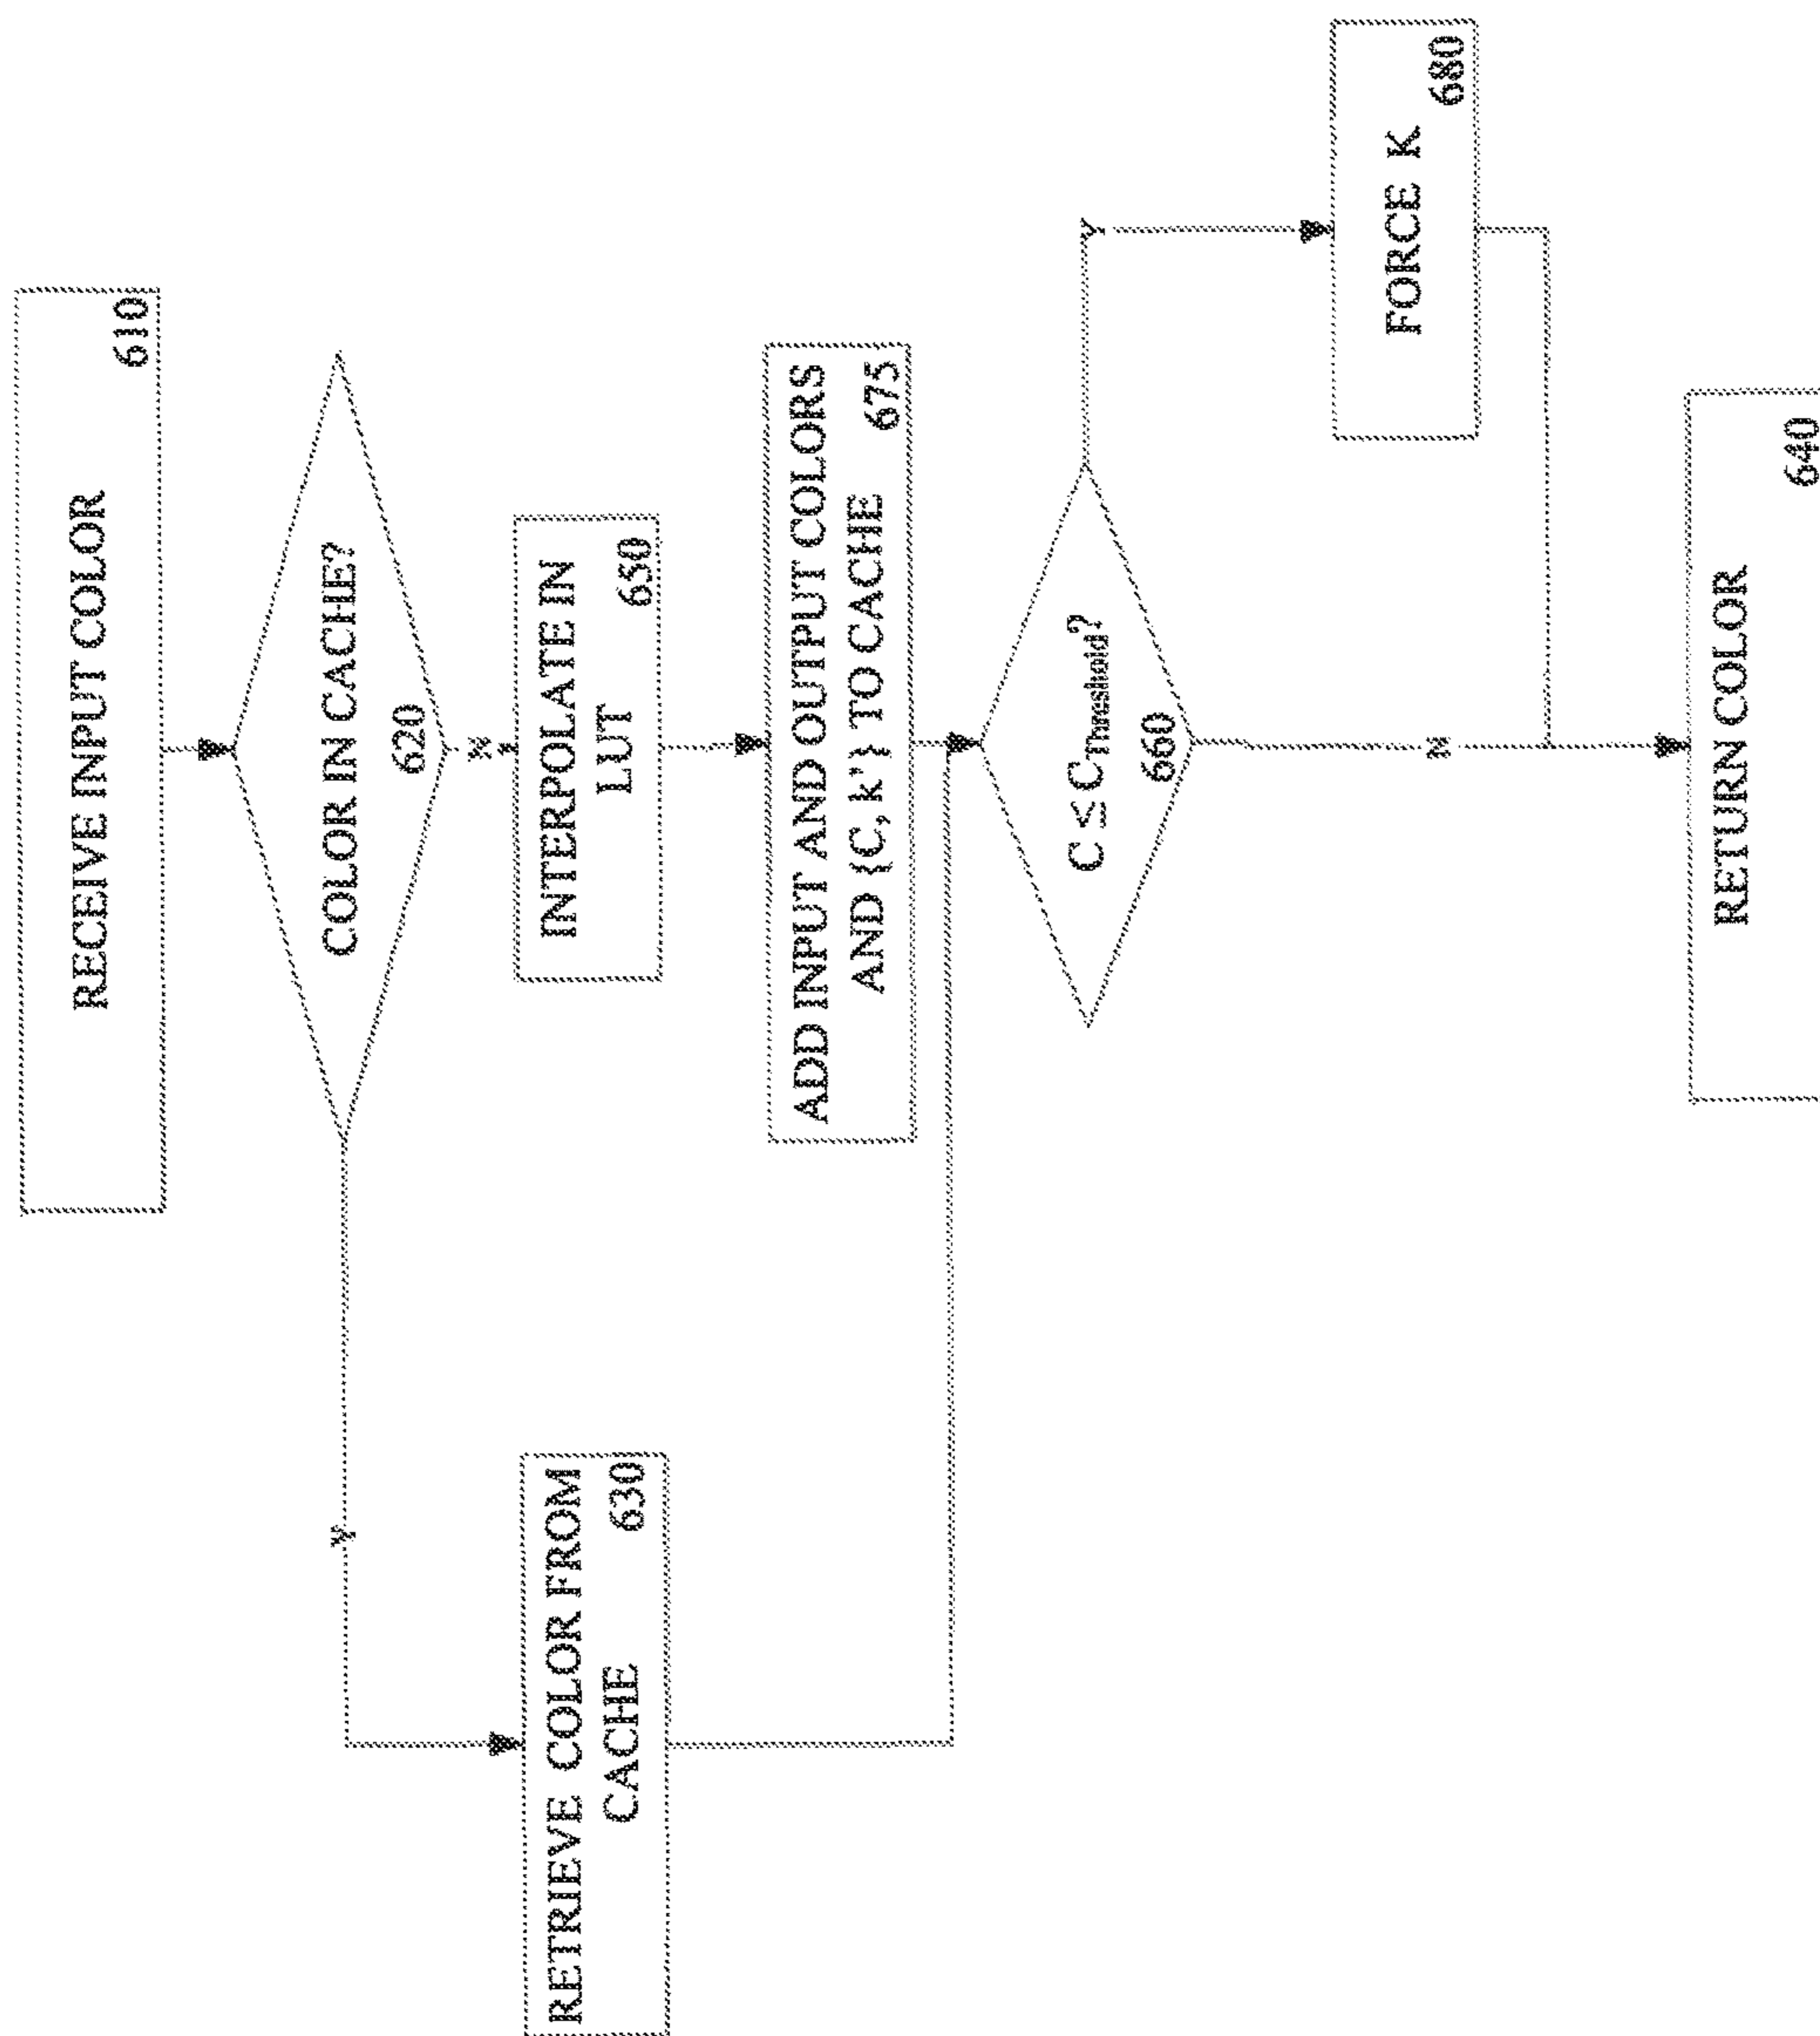 RECEIVE INPUT COLOR
610
COLOR IN CACHE?
620
Y
N
RETRIEVE COLOR FROM
CACHE
630
INTERPOLATE IN
LUT
650
ADD INPUT AND OUTPUT COLORS
AND {C, k'} TO CACHE
675
C ≤ CThreshold?
660
Y
N
FORCE K
680
RETURN COLOR
640